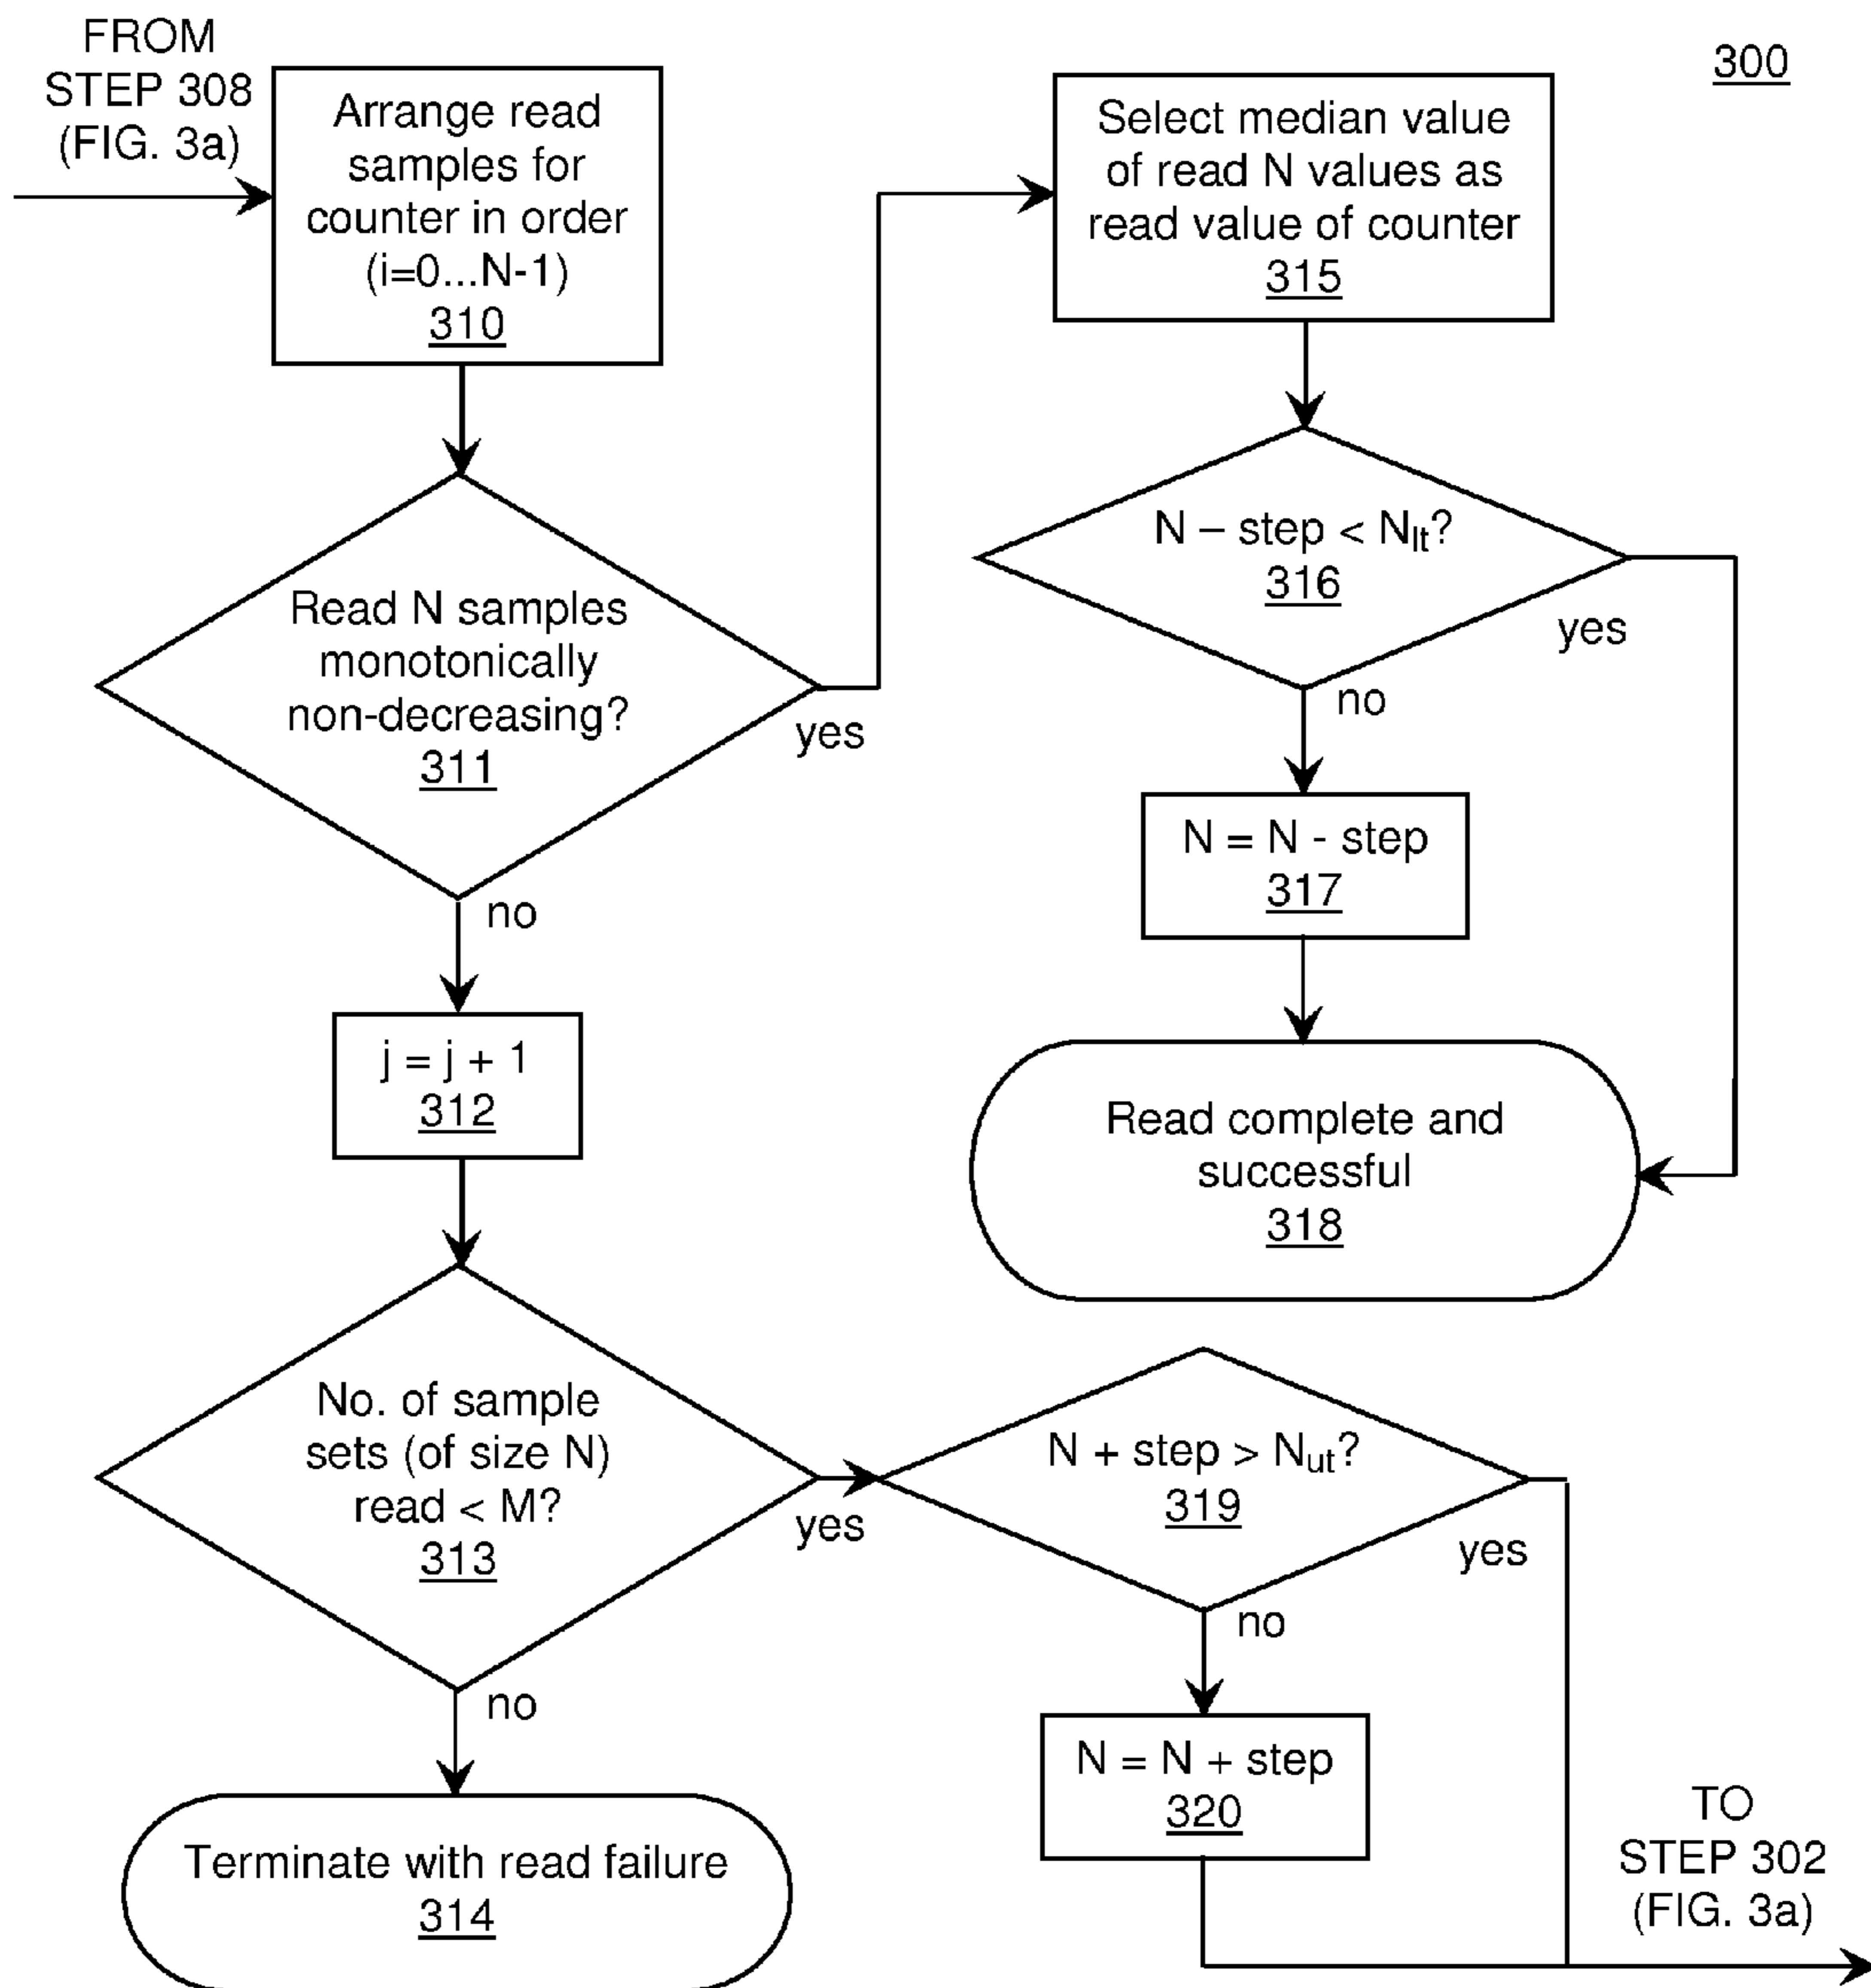 FROM
STEP 308
(FIG. 3a)
300
Arrange read
samples for
counter in order
(i=0...N-1)
310
Select median value
of read N values as
read value of counter
315
Read N samples
monotonically
non-decreasing?
311
yes
no
N – step < Nlt?
316
yes
no
N = N - step
317
j = j + 1
312
Read complete and
successful
318
No. of sample
sets (of size N)
read < M?
313
yes
no
N + step > Nut?
319
yes
no
N = N + step
320
Terminate with read failure
314
TO
STEP 302
(FIG. 3a)